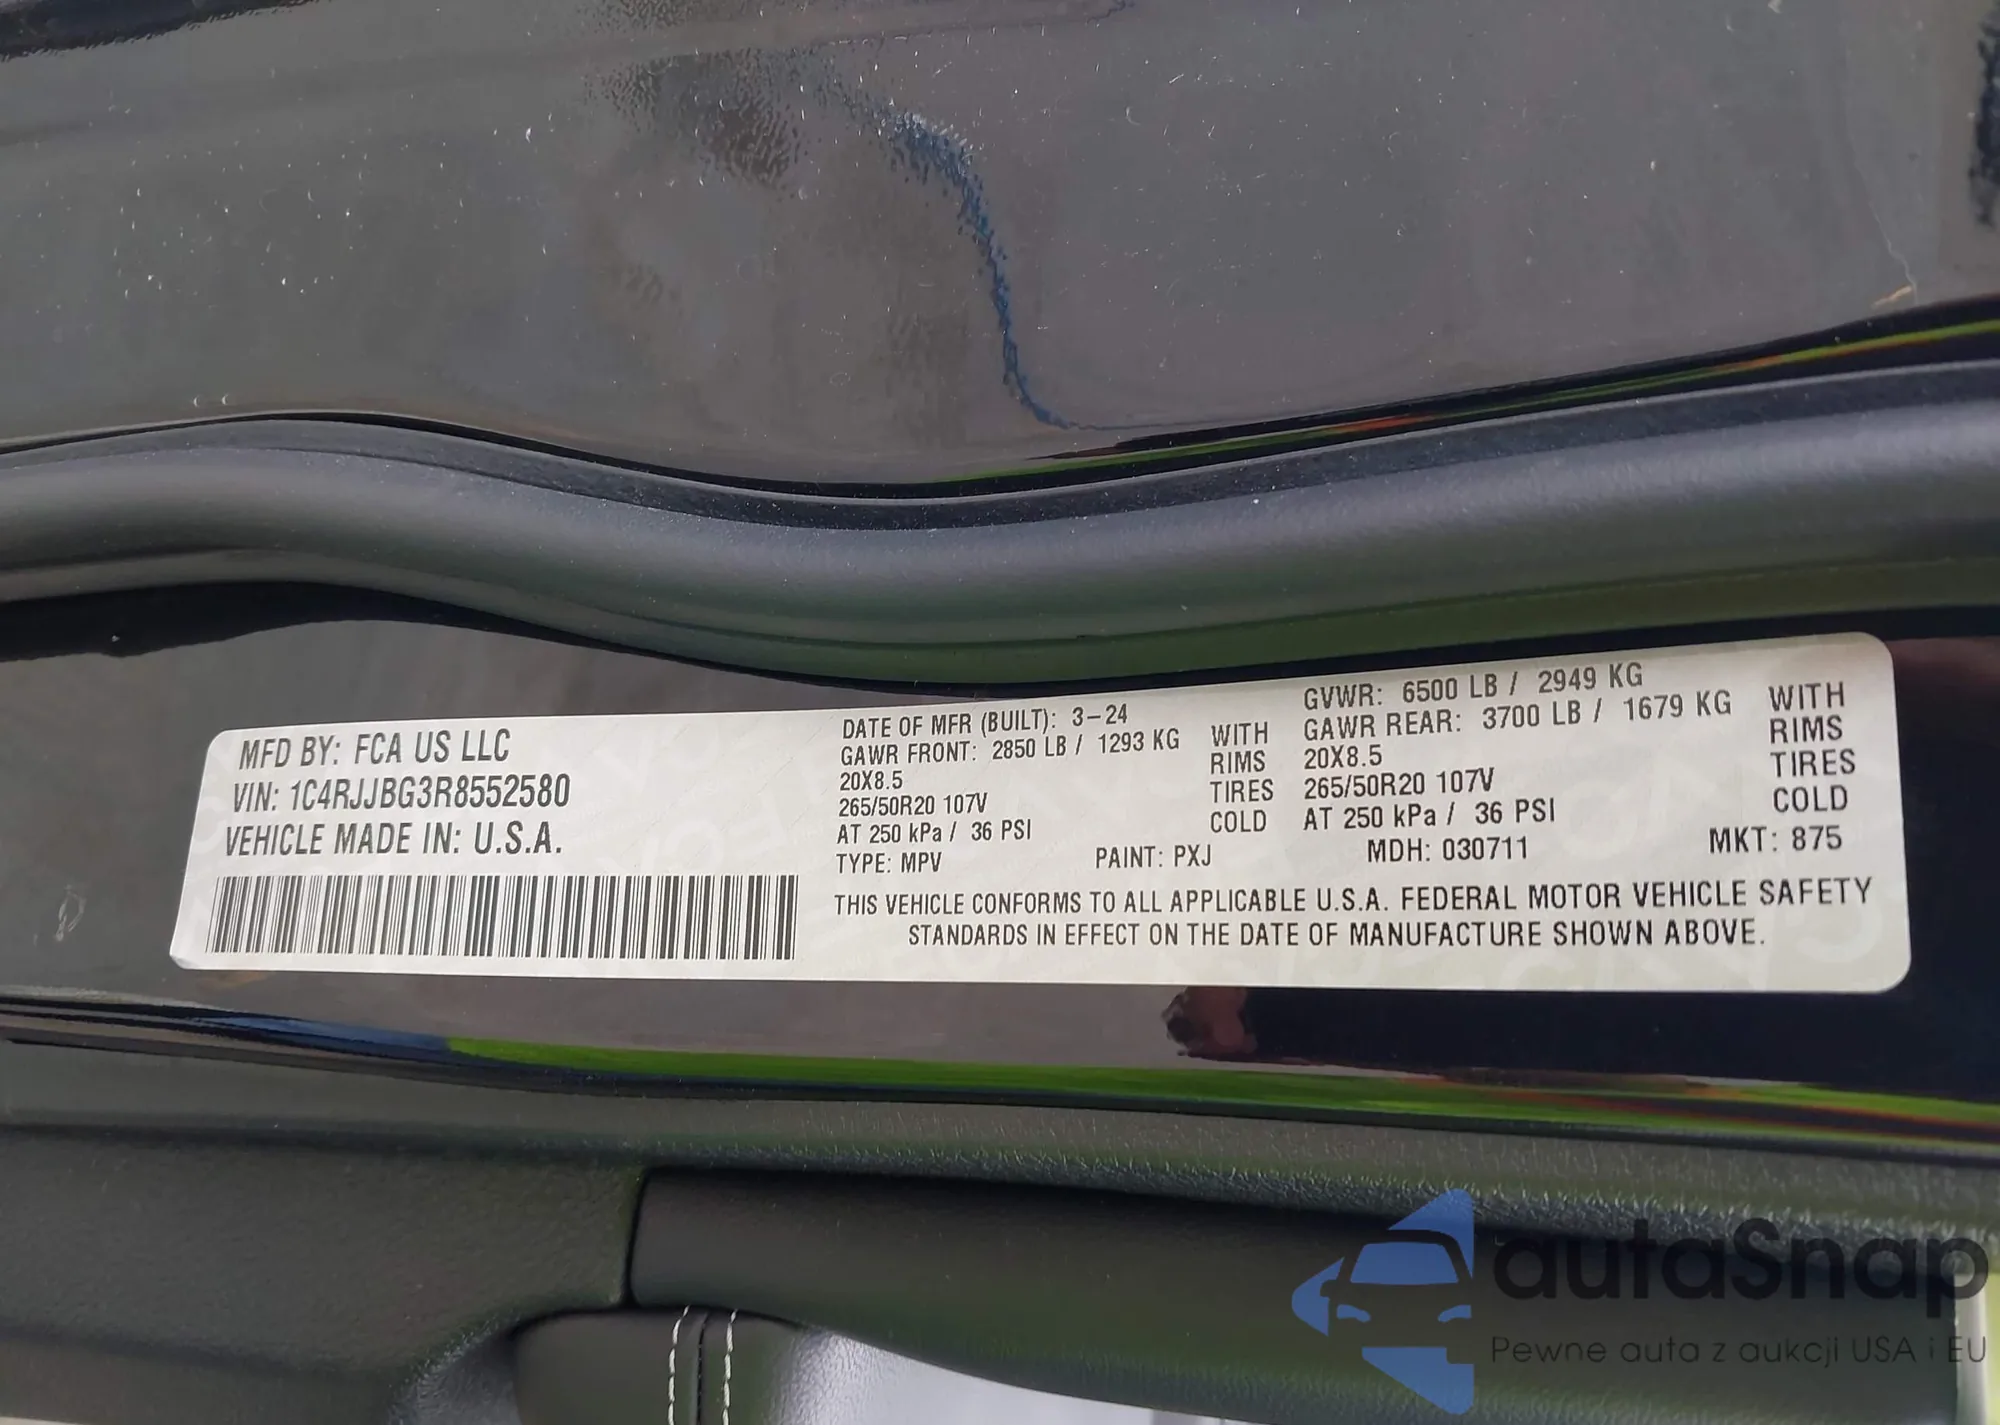 MFD BY: FCA US LLC
VIN: 1C4RJJBG3R8552580
VEHICLE MADE IN: U.S.A.
DATE OF MFR (BUILT): 3-24
GAWR FRONT: 2850 LB / 1293 KG WITH
20X8.5 RIMS
265/50R20 107V TIRES
AT 250 kPa / 36 PSI COLD
GVWR: 6500 LB / 2949 KG
GAWR REAR: 3700 LB / 1679 KG WITH
20X8.5 RIMS
265/50R20 107V TIRES
AT 250 kPa / 36 PSI COLD
TYPE: MPV PAINT: PXJ MDH: 030711 MKT: 875
THIS VEHICLE CONFORMS TO ALL APPLICABLE U.S.A. FEDERAL MOTOR VEHICLE SAFETY
STANDARDS IN EFFECT ON THE DATE OF MANUFACTURE SHOWN ABOVE.
autaSnap
Pewne auta z aukcji USA i EU